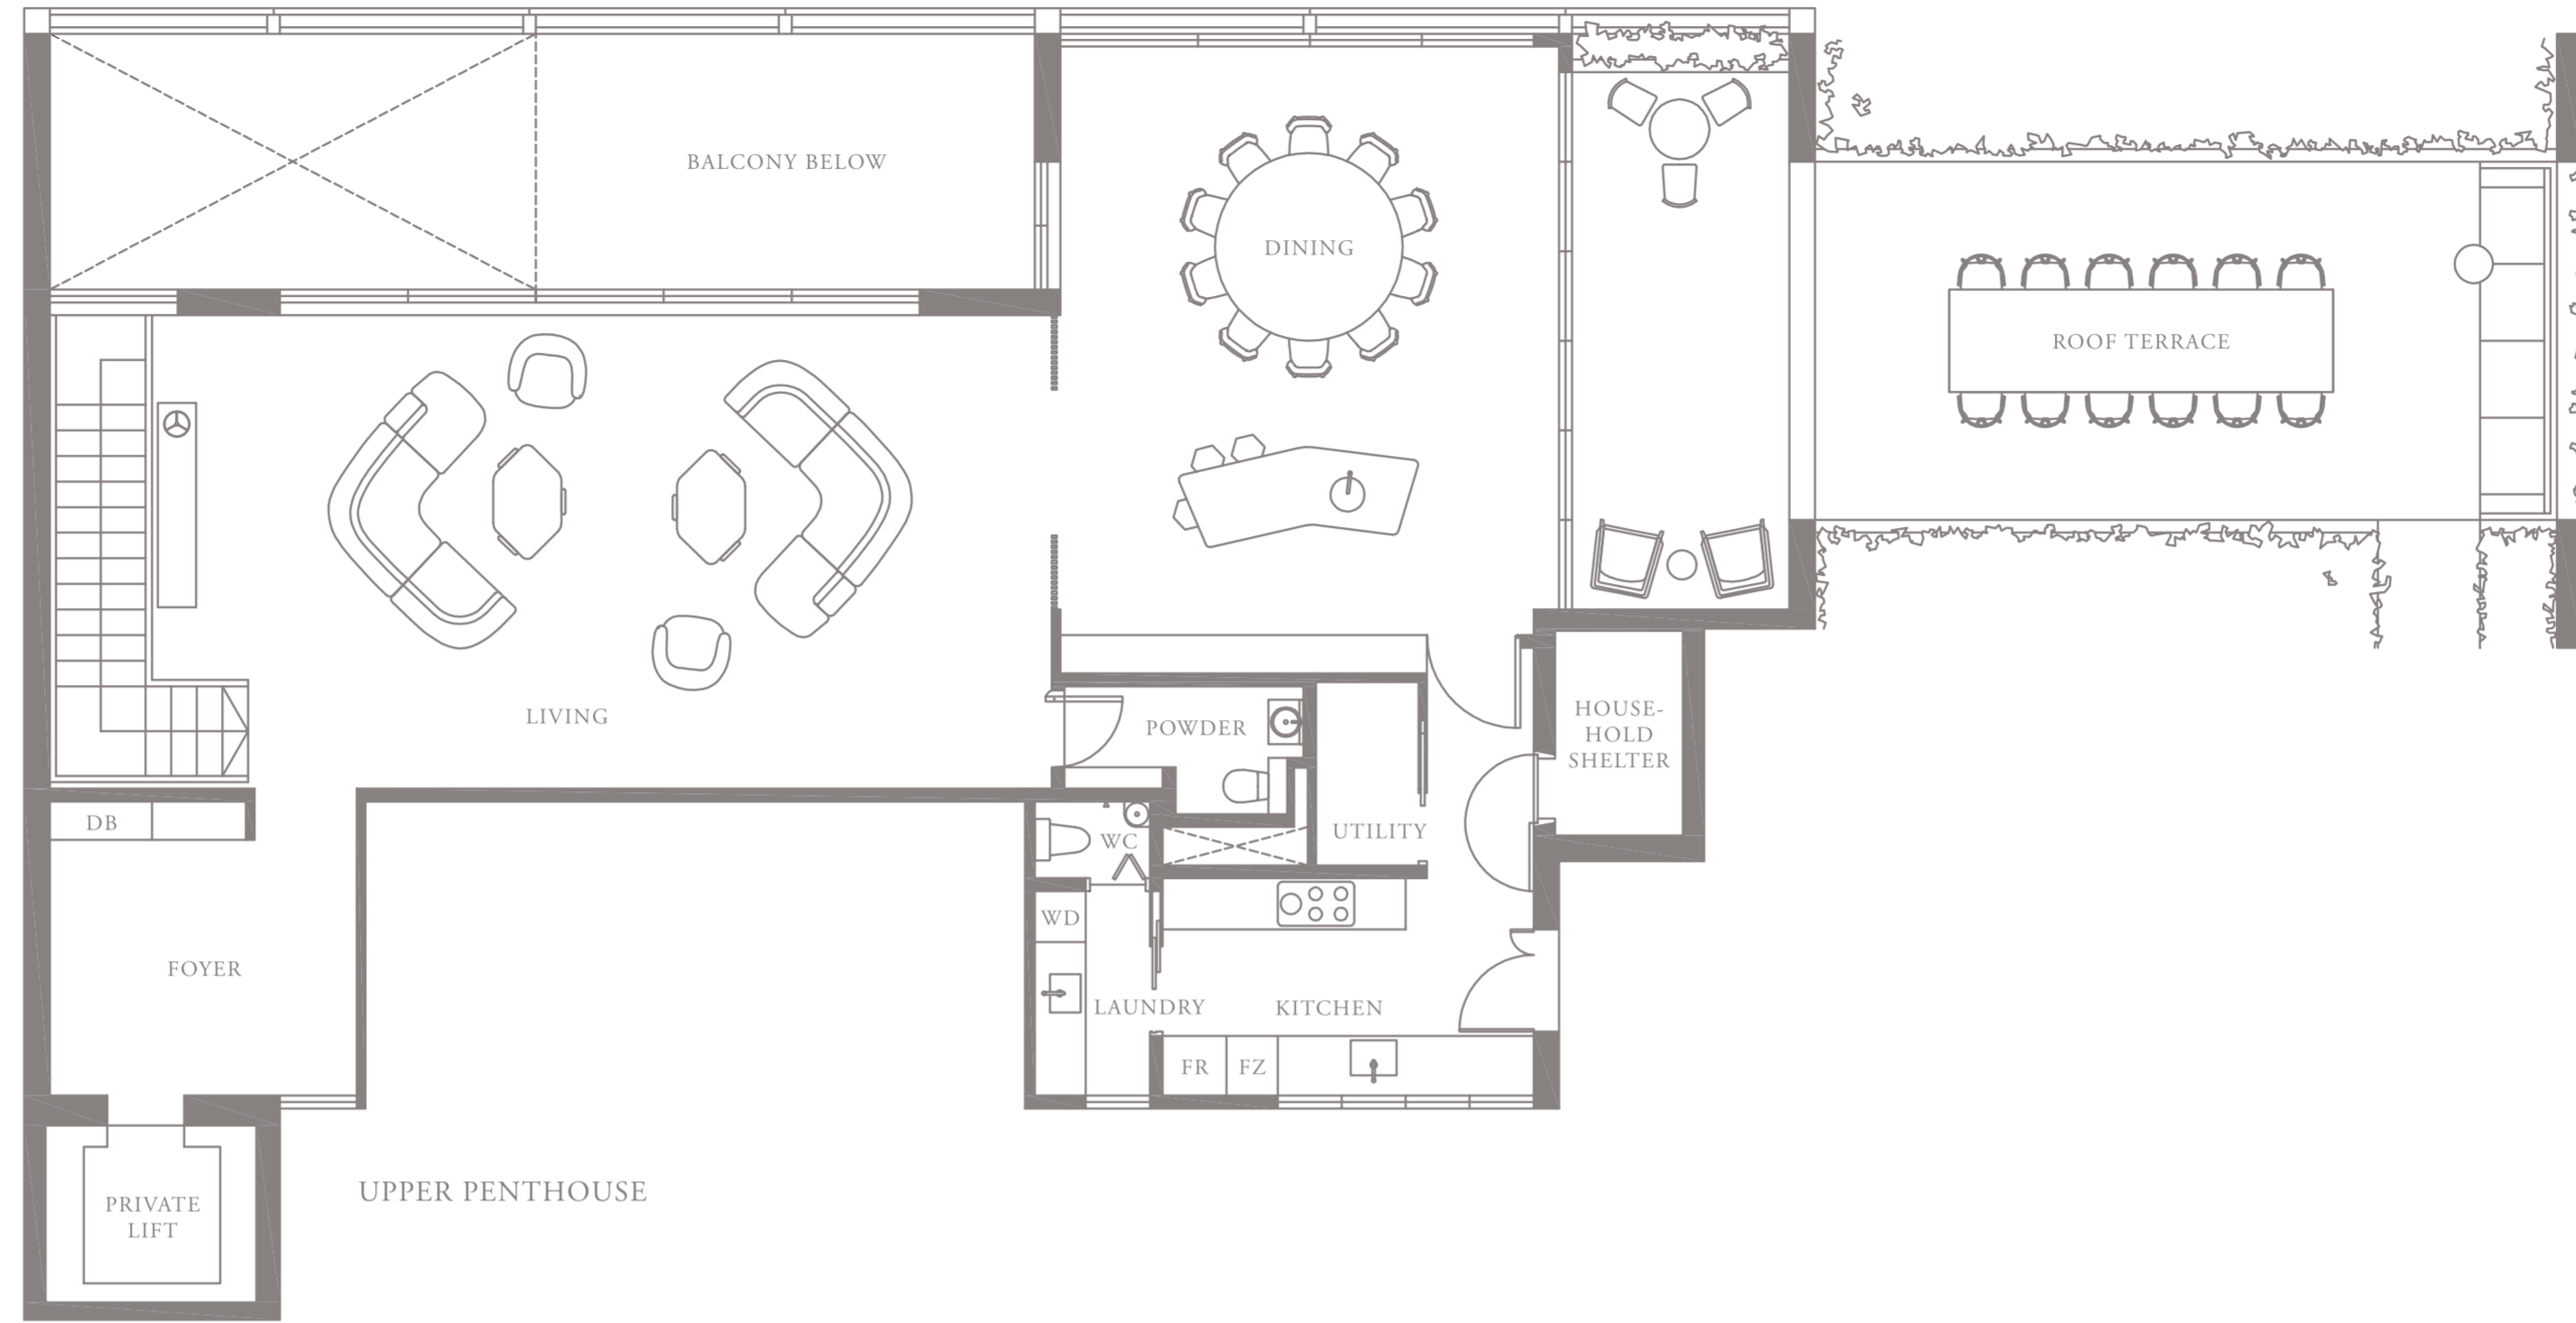 BALCONY BELOW
DINING
ROOF TERRACE
LIVING
POWDER
HOUSE-
HOLD
SHELTER
DB
WC
UTILITY
WD
FOYER
LAUNDRY
KITCHEN
FR
FZ
UPPER PENTHOUSE
PRIVATE
LIFT